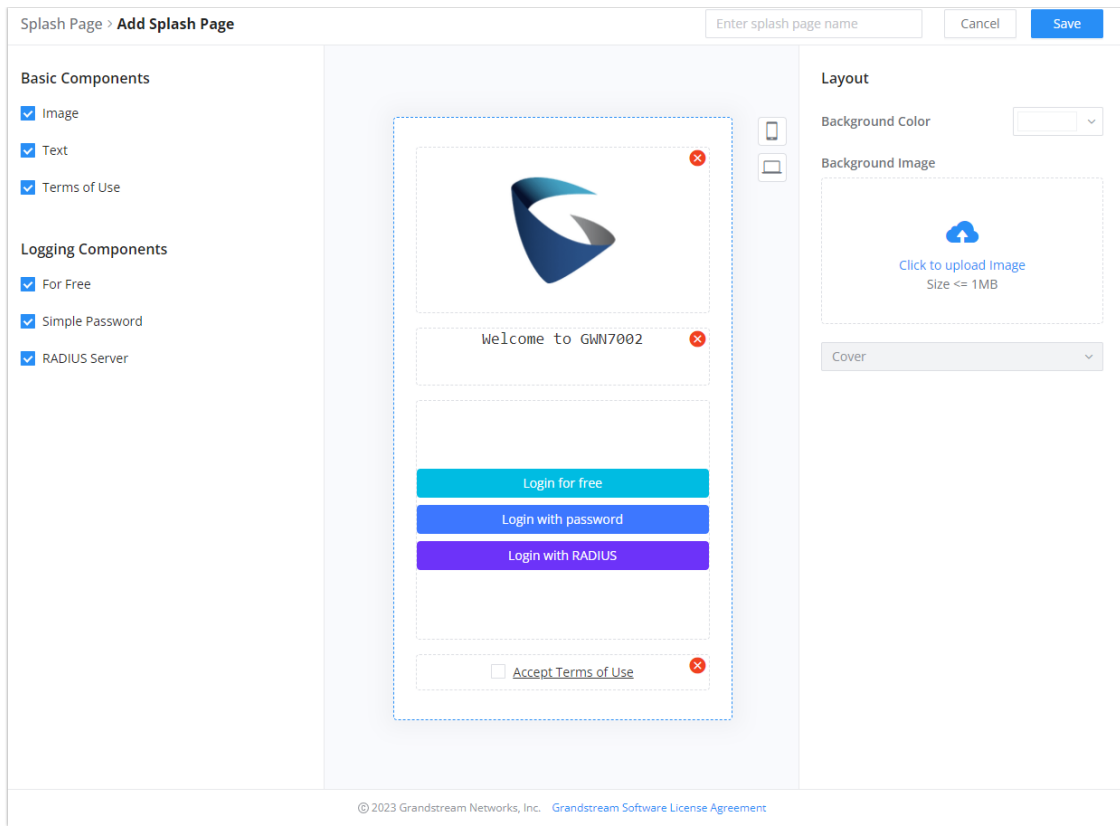 Splash Page > Add Splash Page
Enter splash page name
Cancel
Save
Basic Components
Image
Text
Terms of Use
Logging Components
For Free
Simple Password
RADIUS Server
Welcome to GWN7002
Login for free
Login with password
Login with RADIUS
Accept Terms of Use
Layout
Background Color
Background Image
Click to upload Image
Size <= 1MB
Cover
© 2023 Grandstream Networks, Inc. Grandstream Software License Agreement